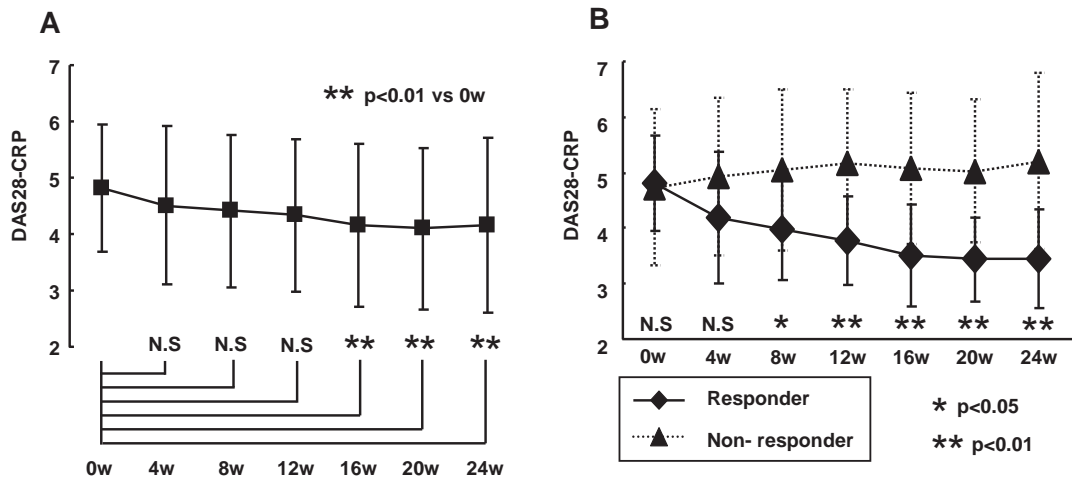 A
DAS28-CRP
7
6
5
4
3
2
** p<0.01 vs 0w
N.S N.S N.S ** ** **
0w 4w 8w 12w 16w 20w 24w
B
DAS28-CRP
7
6
5
4
3
2
N.S N.S * ** ** ** **
0w 4w 8w 12w 16w 20w 24w
Responder
Non- responder
* p<0.05
** p<0.01